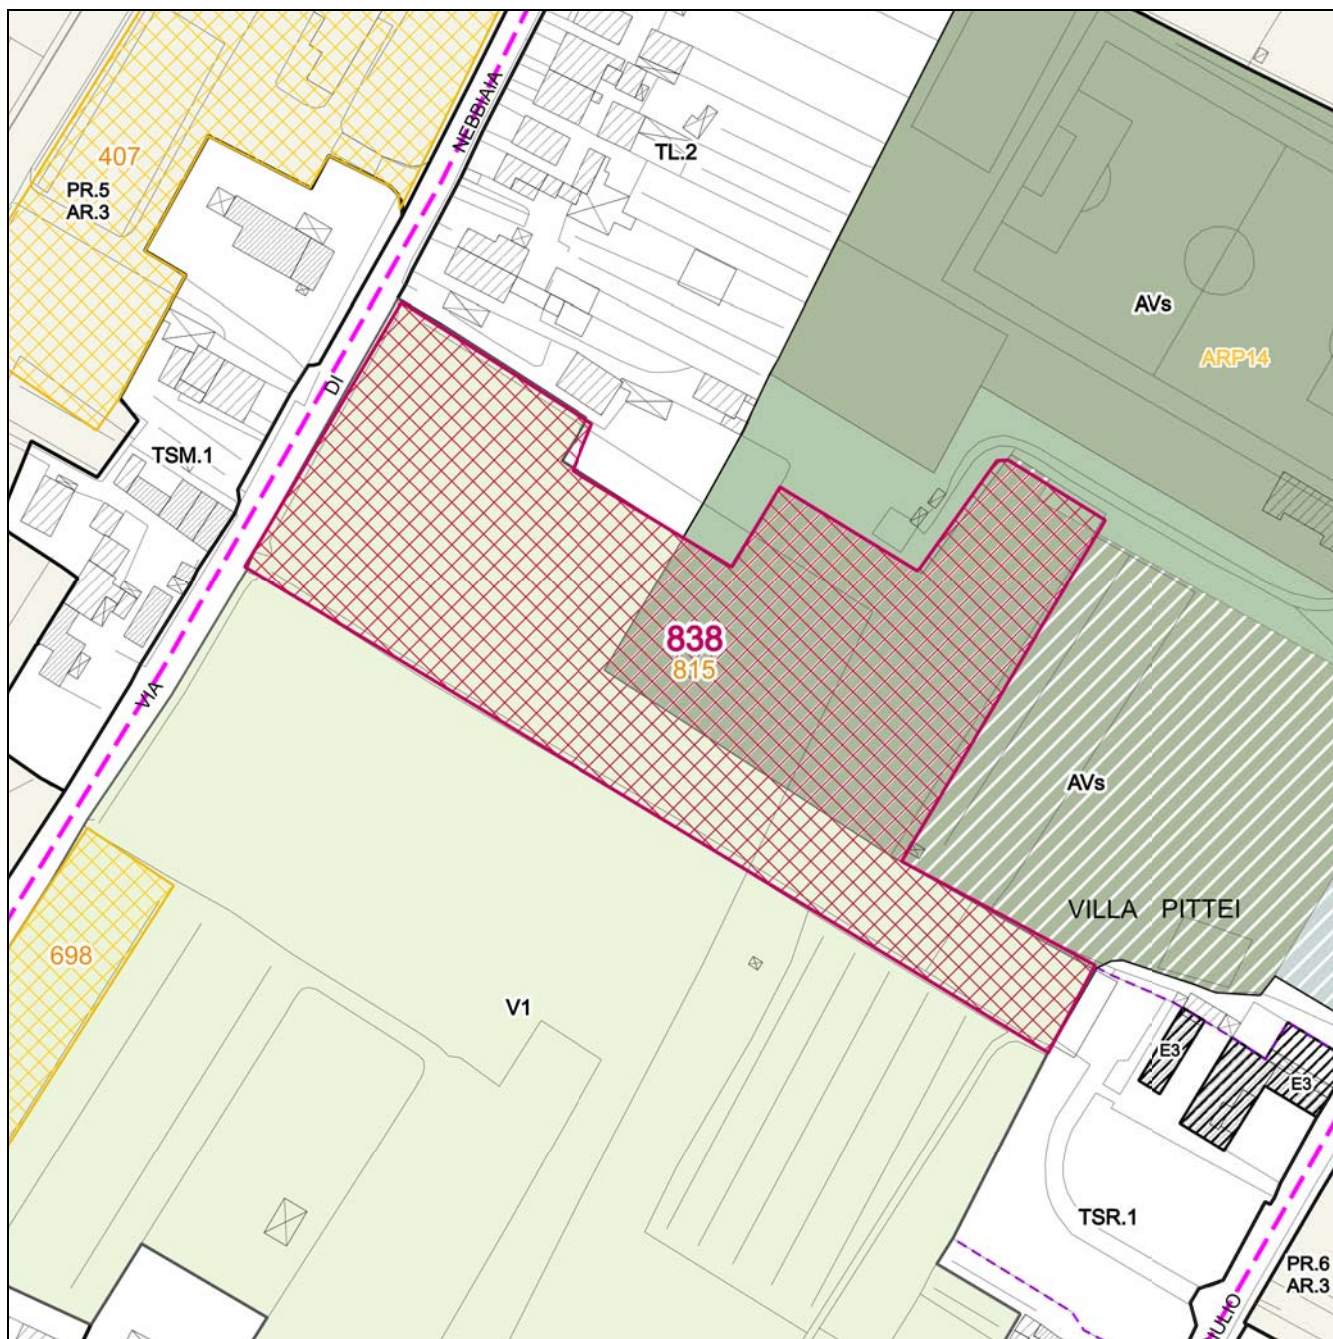 NEBBIAIA
407
PR.5
AR.3
TL.2
AVs
ARP14
DI
TSM.1
838
815
VIA
AVs
VILLA PITTEI
698
V1
E3
E3
TSR.1
PR.6
AR.3